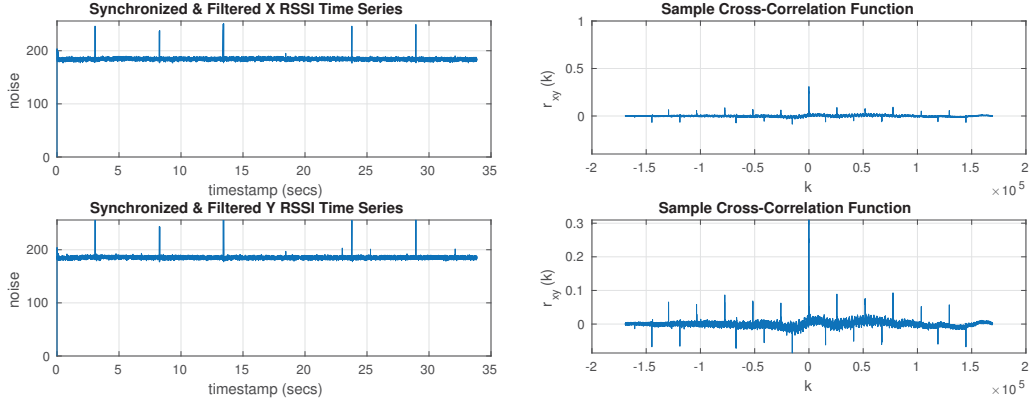 Synchronized & Filtered X RSSI Time Series
200
100
0
noise
0 5 10 15 20 25 30 35
timestamp (secs)
Sample Cross-Correlation Function
1
0.5
0
r xy (k)
-2 -1.5 -1 -0.5 0 0.5 1 1.5 2
k
× 10 5
Synchronized & Filtered Y RSSI Time Series
200
100
0
noise
0 5 10 15 20 25 30 35
timestamp (secs)
Sample Cross-Correlation Function
0.3
0.2
0.1
0
r xy (k)
-2 -1.5 -1 -0.5 0 0.5 1 1.5 2
k
× 10 5